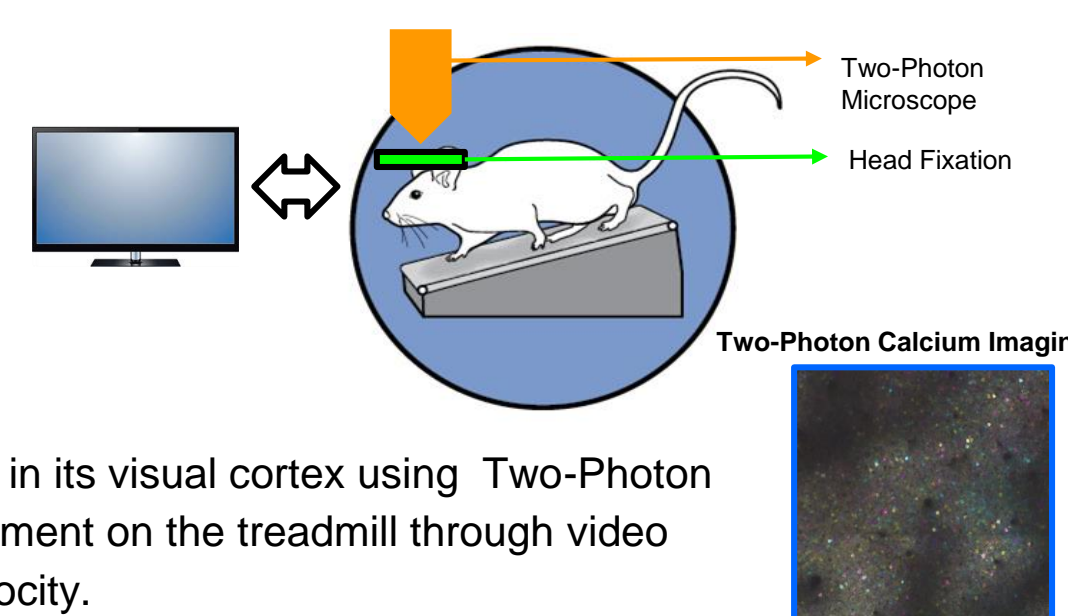 Two-Photon
Microscope
Head Fixation
Two-Photon Calcium Imagin
in its visual cortex using Two-Photon
ment on the treadmill through video
ocity.